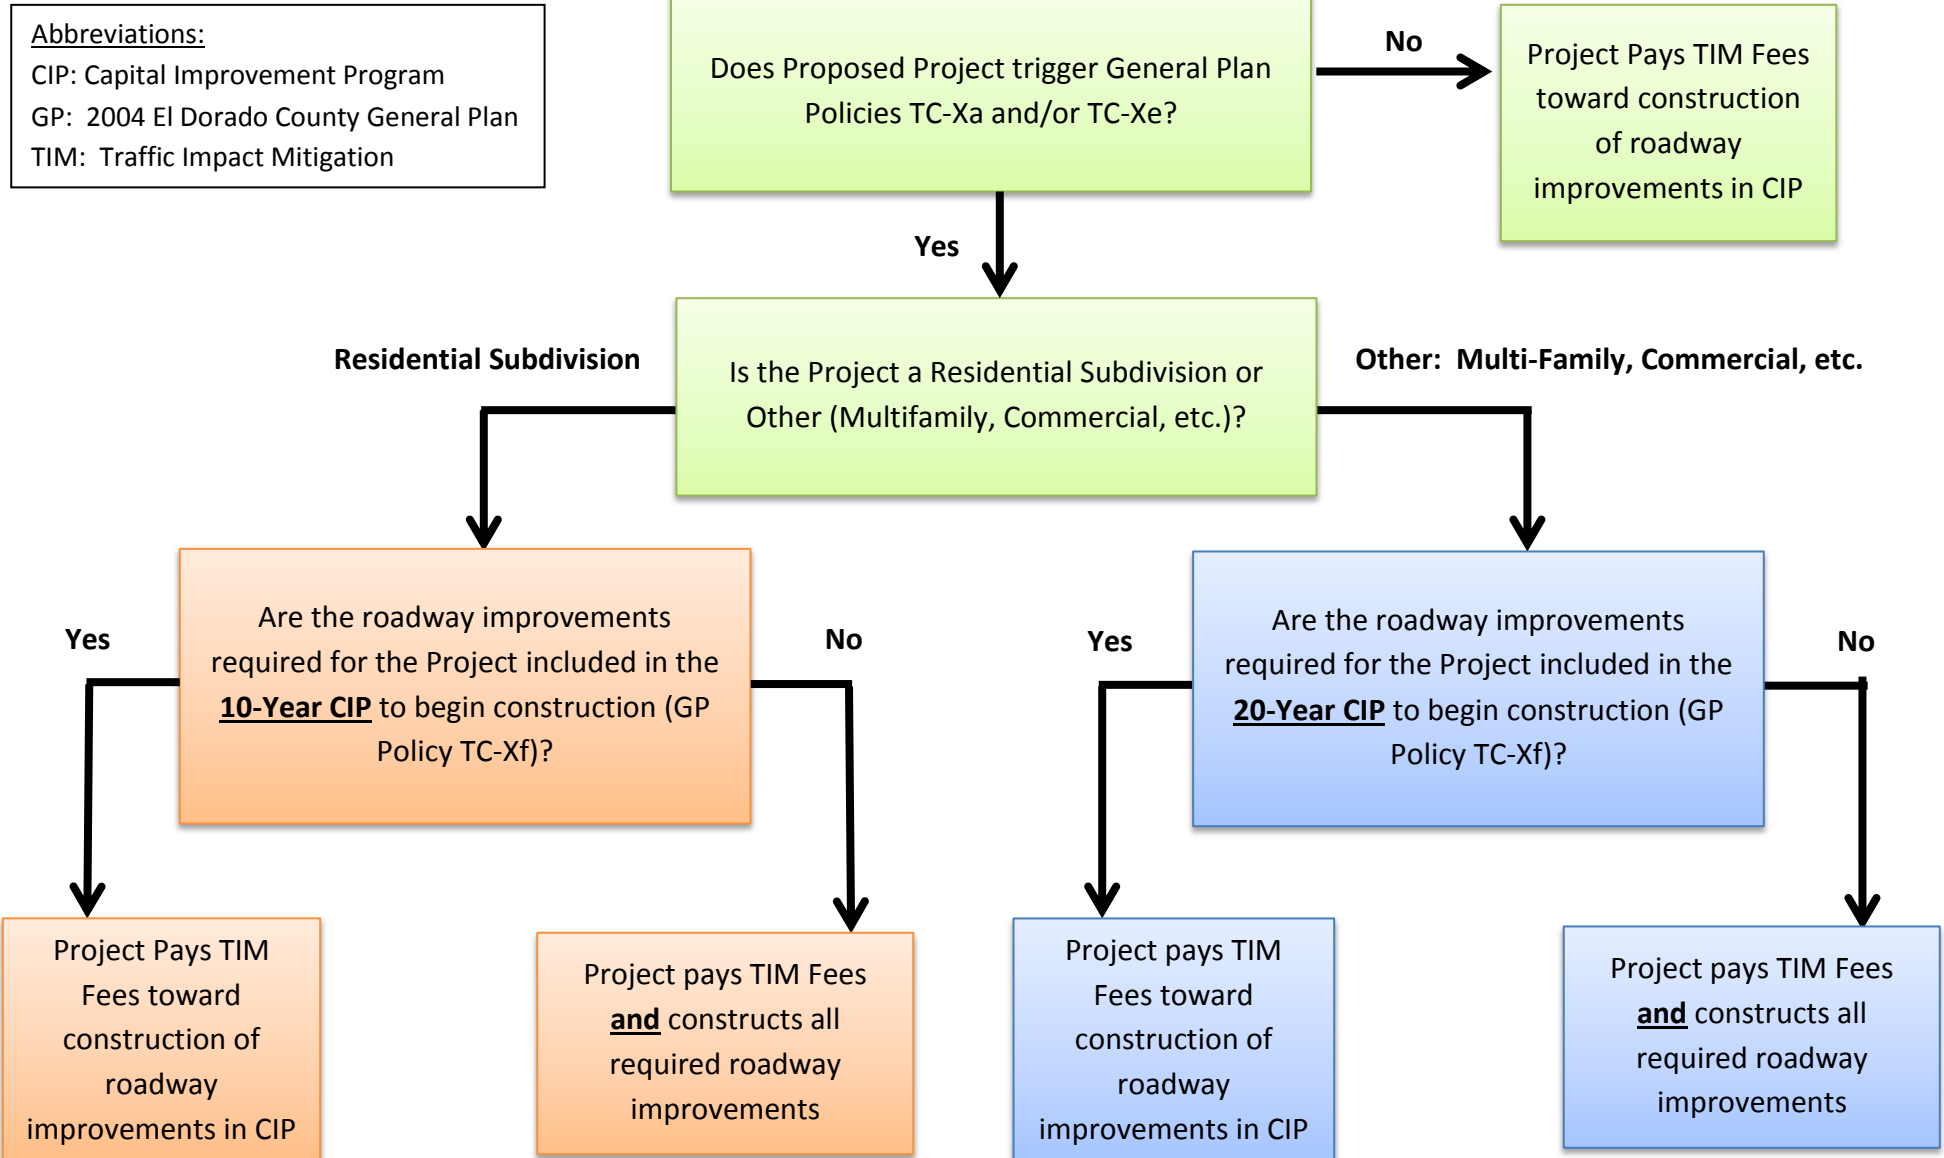 Abbreviations:
CIP: Capital Improvement Program
GP:  2004 El Dorado County General Plan
TIM:  Traffic Impact Mitigation
Does Proposed Project trigger General Plan
Policies TC-Xa and/or TC-Xe?
No
Project Pays TIM Fees
toward construction
of roadway
improvements in CIP
Yes
Residential Subdivision
Is the Project a Residential Subdivision or
Other (Multifamily, Commercial, etc.)?
Other:  Multi-Family, Commercial, etc.
Yes
Are the roadway improvements
required for the Project included in the
10-Year CIP to begin construction (GP
Policy TC-Xf)?
No
Yes
Are the roadway improvements
required for the Project included in the
20-Year CIP to begin construction (GP
Policy TC-Xf)?
No
Project Pays TIM
Fees toward
construction of
roadway
improvements in CIP
Project pays TIM Fees
and constructs all
required roadway
improvements
Project pays TIM
Fees toward
construction of
roadway
improvements in CIP
Project pays TIM Fees
and constructs all
required roadway
improvements